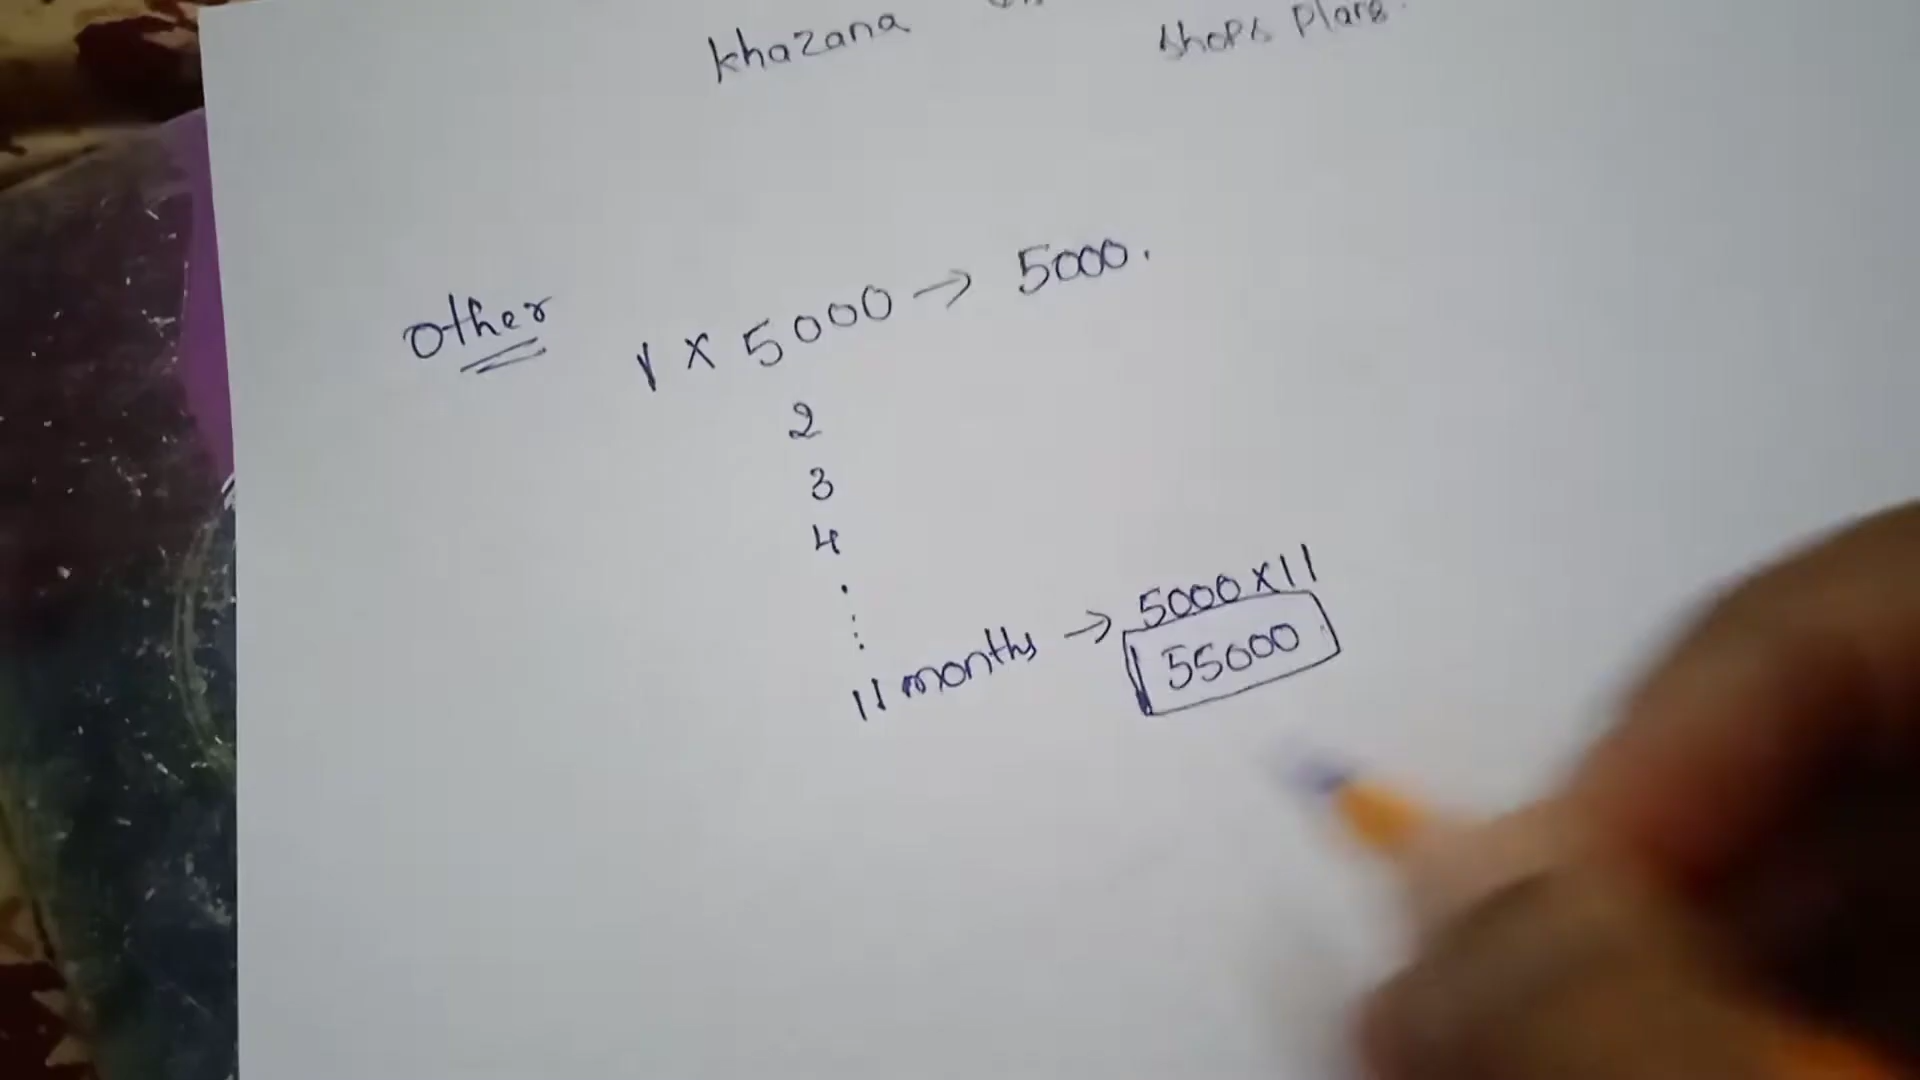 khazana
shops Plans.
Other 1 x 5000 → 5000.
2
3
4
11 months → 5000x11
55000